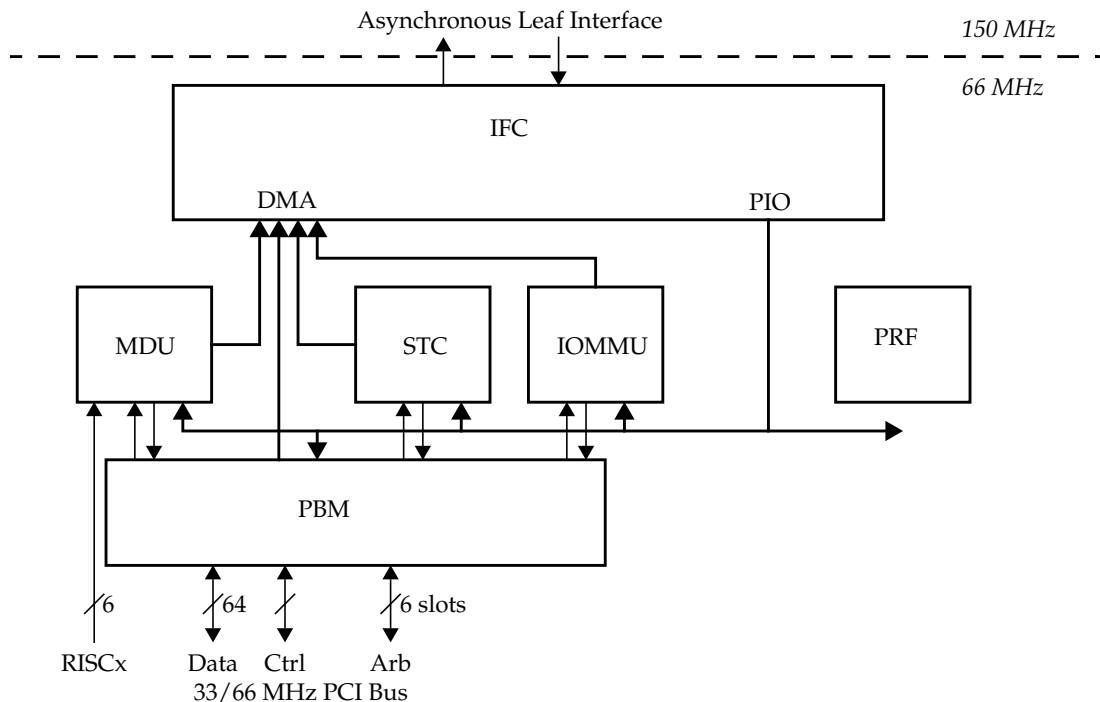 Asynchronous Leaf Interface
150 MHz
66 MHz
IFC
DMA
PIO
MDU
STC
IOMMU
PRF
PBM
6
64
6 slots
RISCx
Data
Ctrl
Arb
33/66 MHz PCI Bus